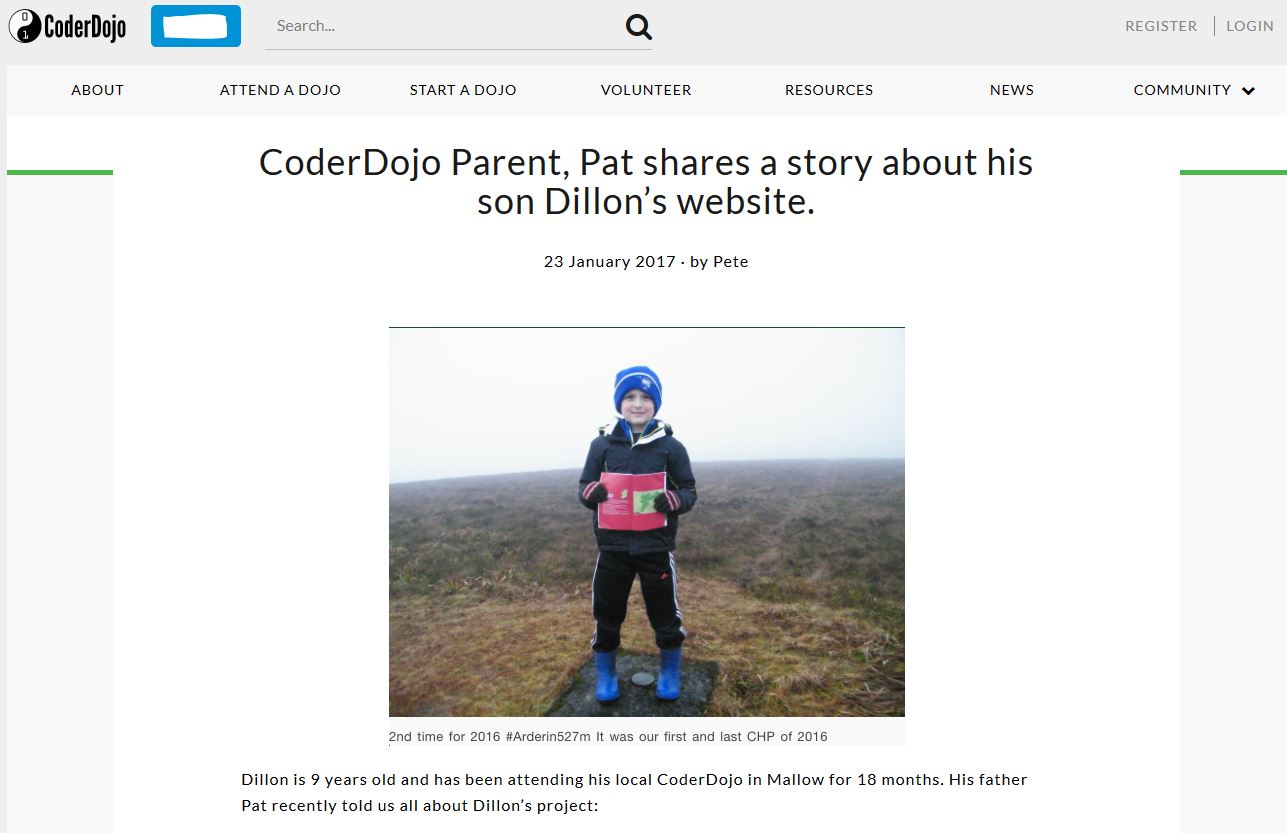 CoderDojo
Search...
REGISTER
LOGIN
ABOUT
ATTEND A DOJO
START A DOJO
VOLUNTEER
RESOURCES
NEWS
COMMUNITY
CoderDojo Parent, Pat shares a story about his
son Dillon’s website.
23 January 2017 · by Pete
2nd time for 2016 #Arderin527m It was our first and last CHP of 2016
Dillon is 9 years old and has been attending his local CoderDojo in Mallow for 18 months. His father
Pat recently told us all about Dillon’s project: